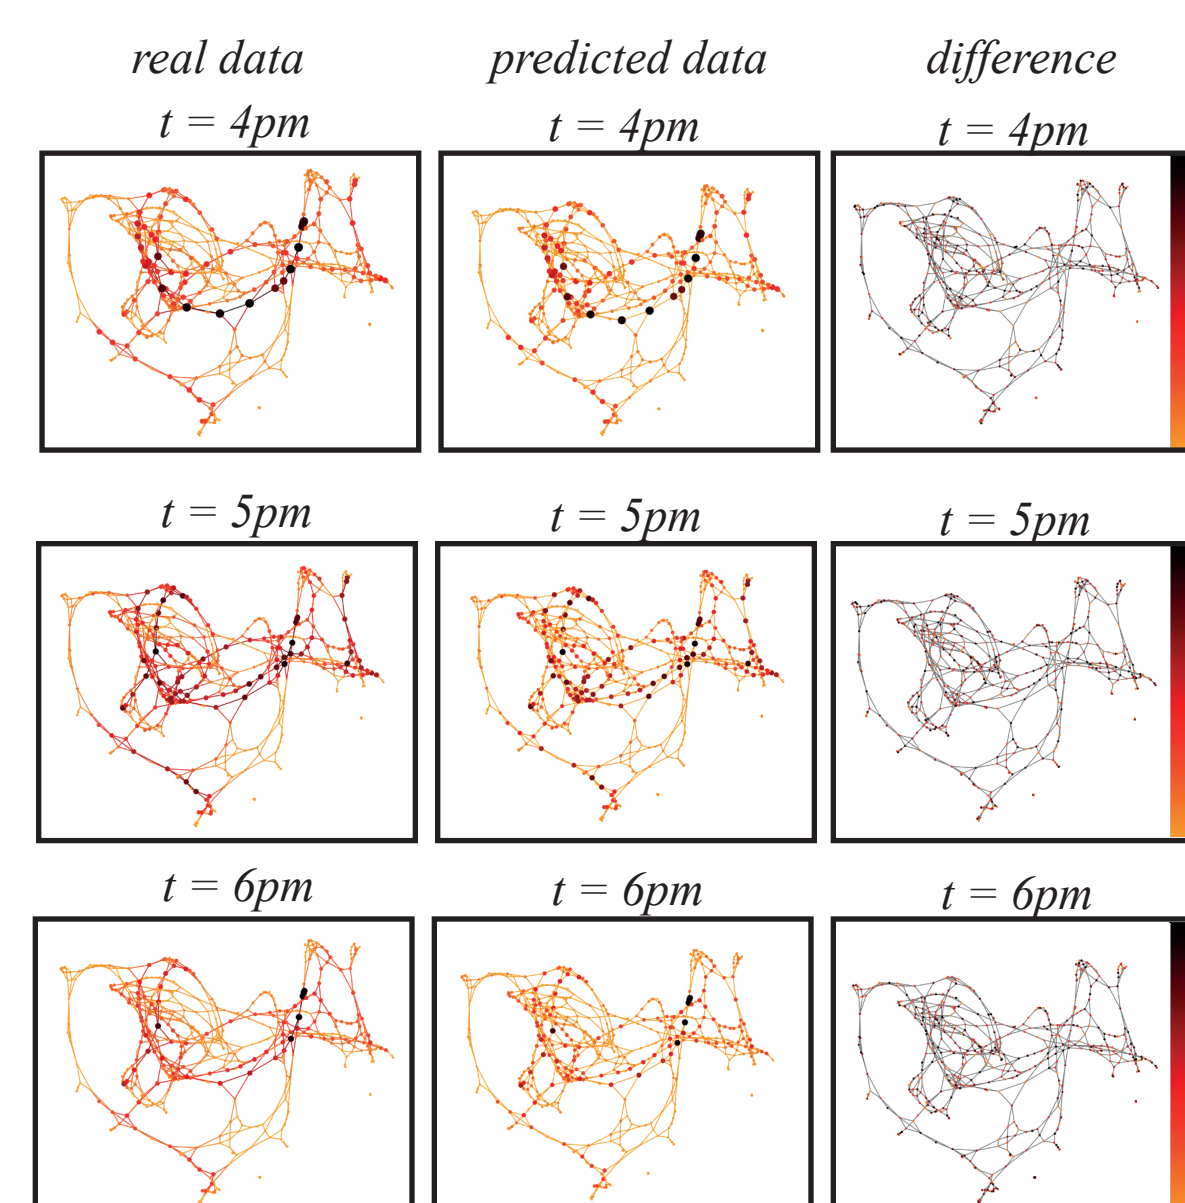 real data predicted data difference
t = 4pm t = 4pm t = 4pm
t = 5pm t = 5pm t = 5pm
t = 6pm t = 6pm t = 6pm